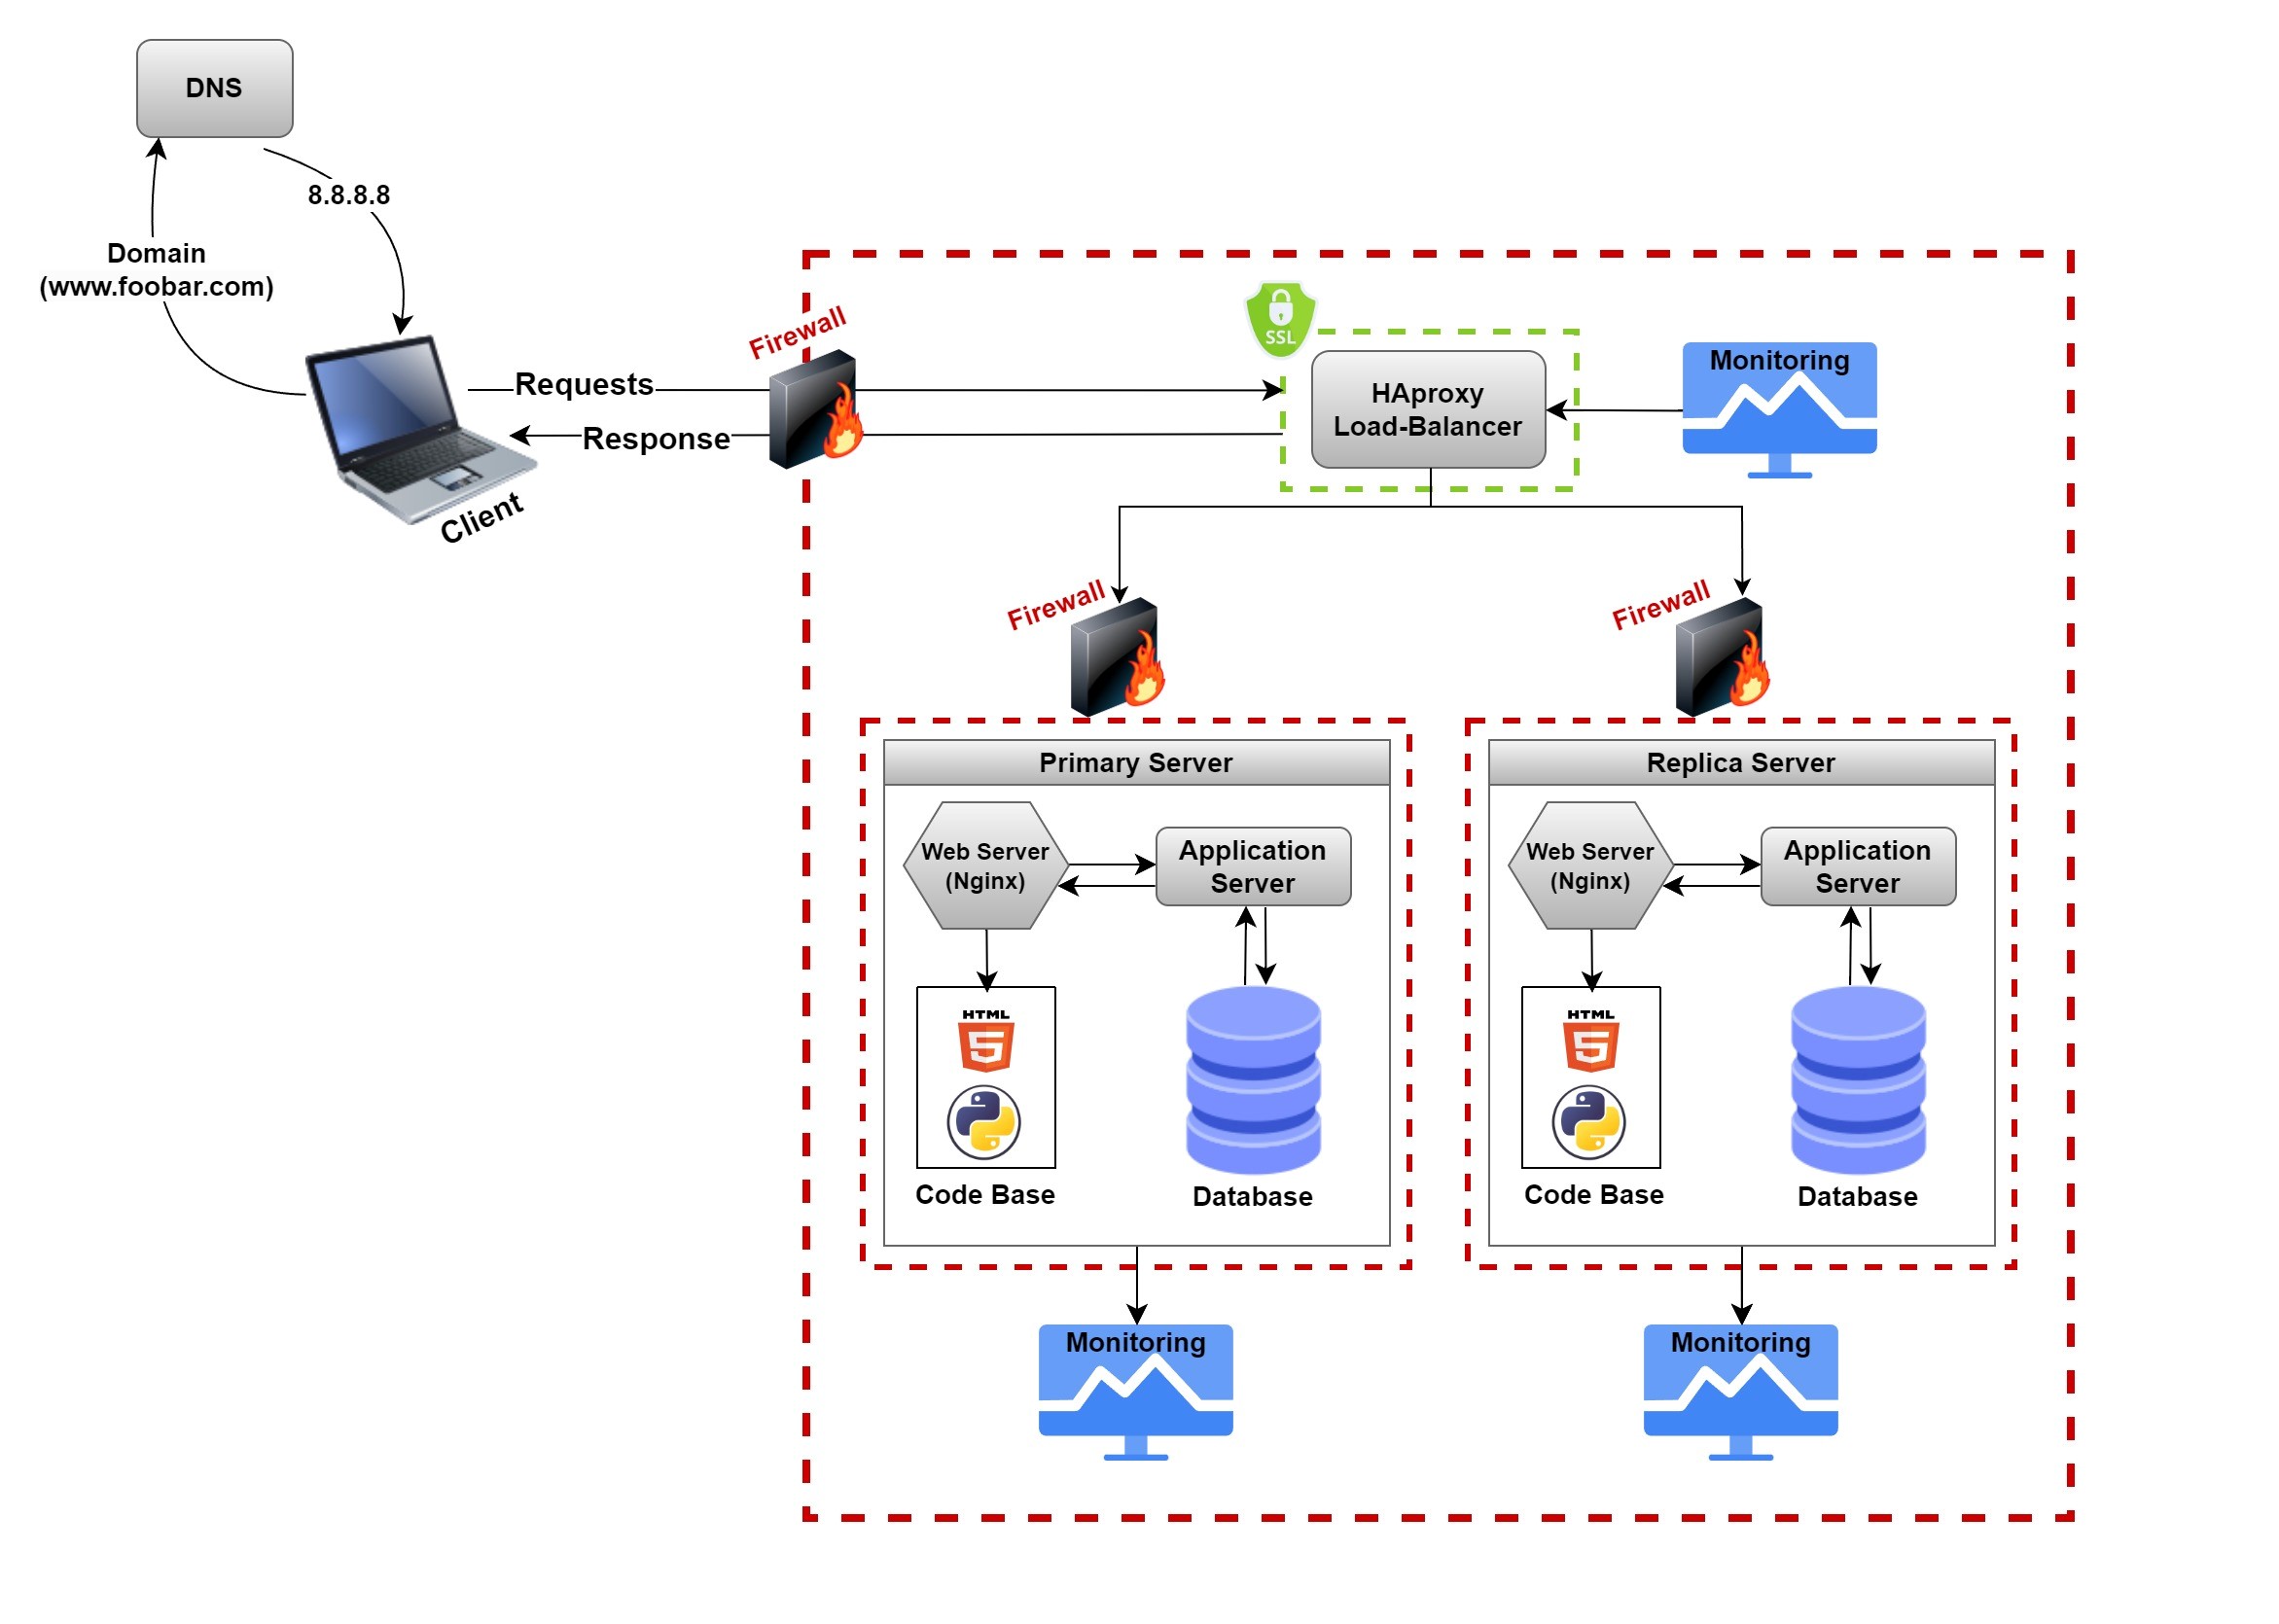 DNS
8.8.8.8
Domain
(www.foobar.com)
Client
Requests
Response
Firewall
SSL
HAproxy
Load-Balancer
Monitoring
Firewall
Firewall
Primary Server
Web Server
(Nginx)
Application
Server
HTML
5
Code Base
Database
Replica Server
Web Server
(Nginx)
Application
Server
HTML
5
Code Base
Database
Monitoring
Monitoring